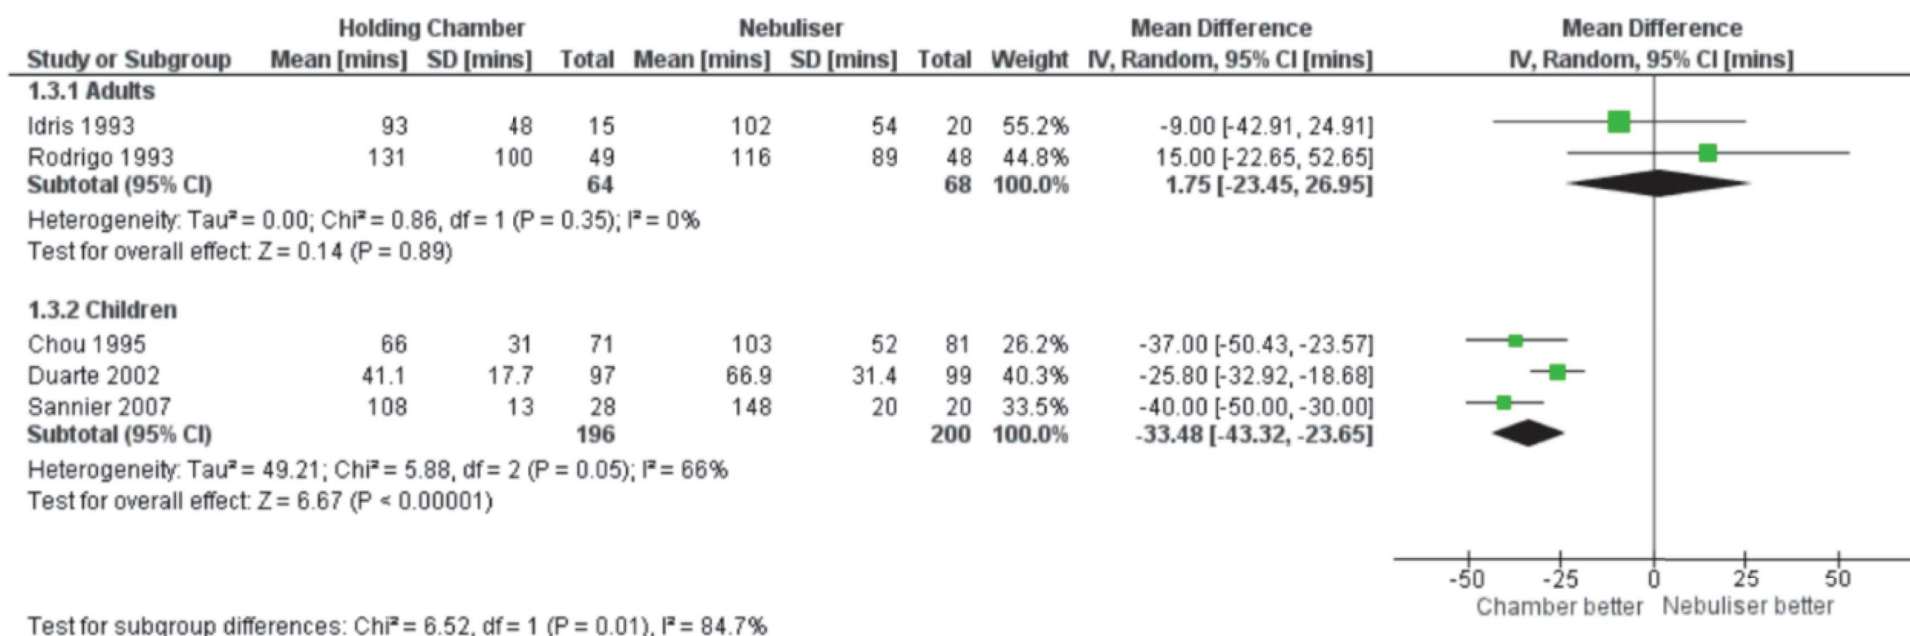 Holding Chamber Nebuliser Mean Difference Mean Difference
Study or Subgroup Mean [mins] SD [mins] Total Mean [mins] SD [mins] Total Weight IV, Random, 95% CI [mins] IV, Random, 95% CI [mins]
1.3.1 Adults
Idris 1993 93 48 15 102 54 20 55.2% -9.00 [-42.91, 24.91]
Rodrigo 1993 131 100 49 116 89 48 44.8% 15.00 [-22.65, 52.65]
Subtotal (95% CI) 64 68 100.0% 1.75 [-23.45, 26.95]
Heterogeneity: Tau² = 0.00; Chi² = 0.86, df = 1 (P = 0.35); I² = 0%
Test for overall effect: Z = 0.14 (P = 0.89)
1.3.2 Children
Chou 1995 66 31 71 103 52 81 26.2% -37.00 [-50.43, -23.57]
Duarte 2002 41.1 17.7 97 66.9 31.4 99 40.3% -25.80 [-32.92, -18.68]
Sannier 2007 108 13 28 148 20 20 33.5% -40.00 [-50.00, -30.00]
Subtotal (95% CI) 196 200 100.0% -33.48 [-43.32, -23.65]
Heterogeneity: Tau² = 49.21; Chi² = 5.88, df = 2 (P = 0.05); I² = 66%
Test for overall effect: Z = 6.67 (P < 0.00001)
-50 -25 0 25 50
Chamber better Nebuliser better
Test for subgroup differences: Chi² = 6.52, df = 1 (P = 0.01), I² = 84.7%